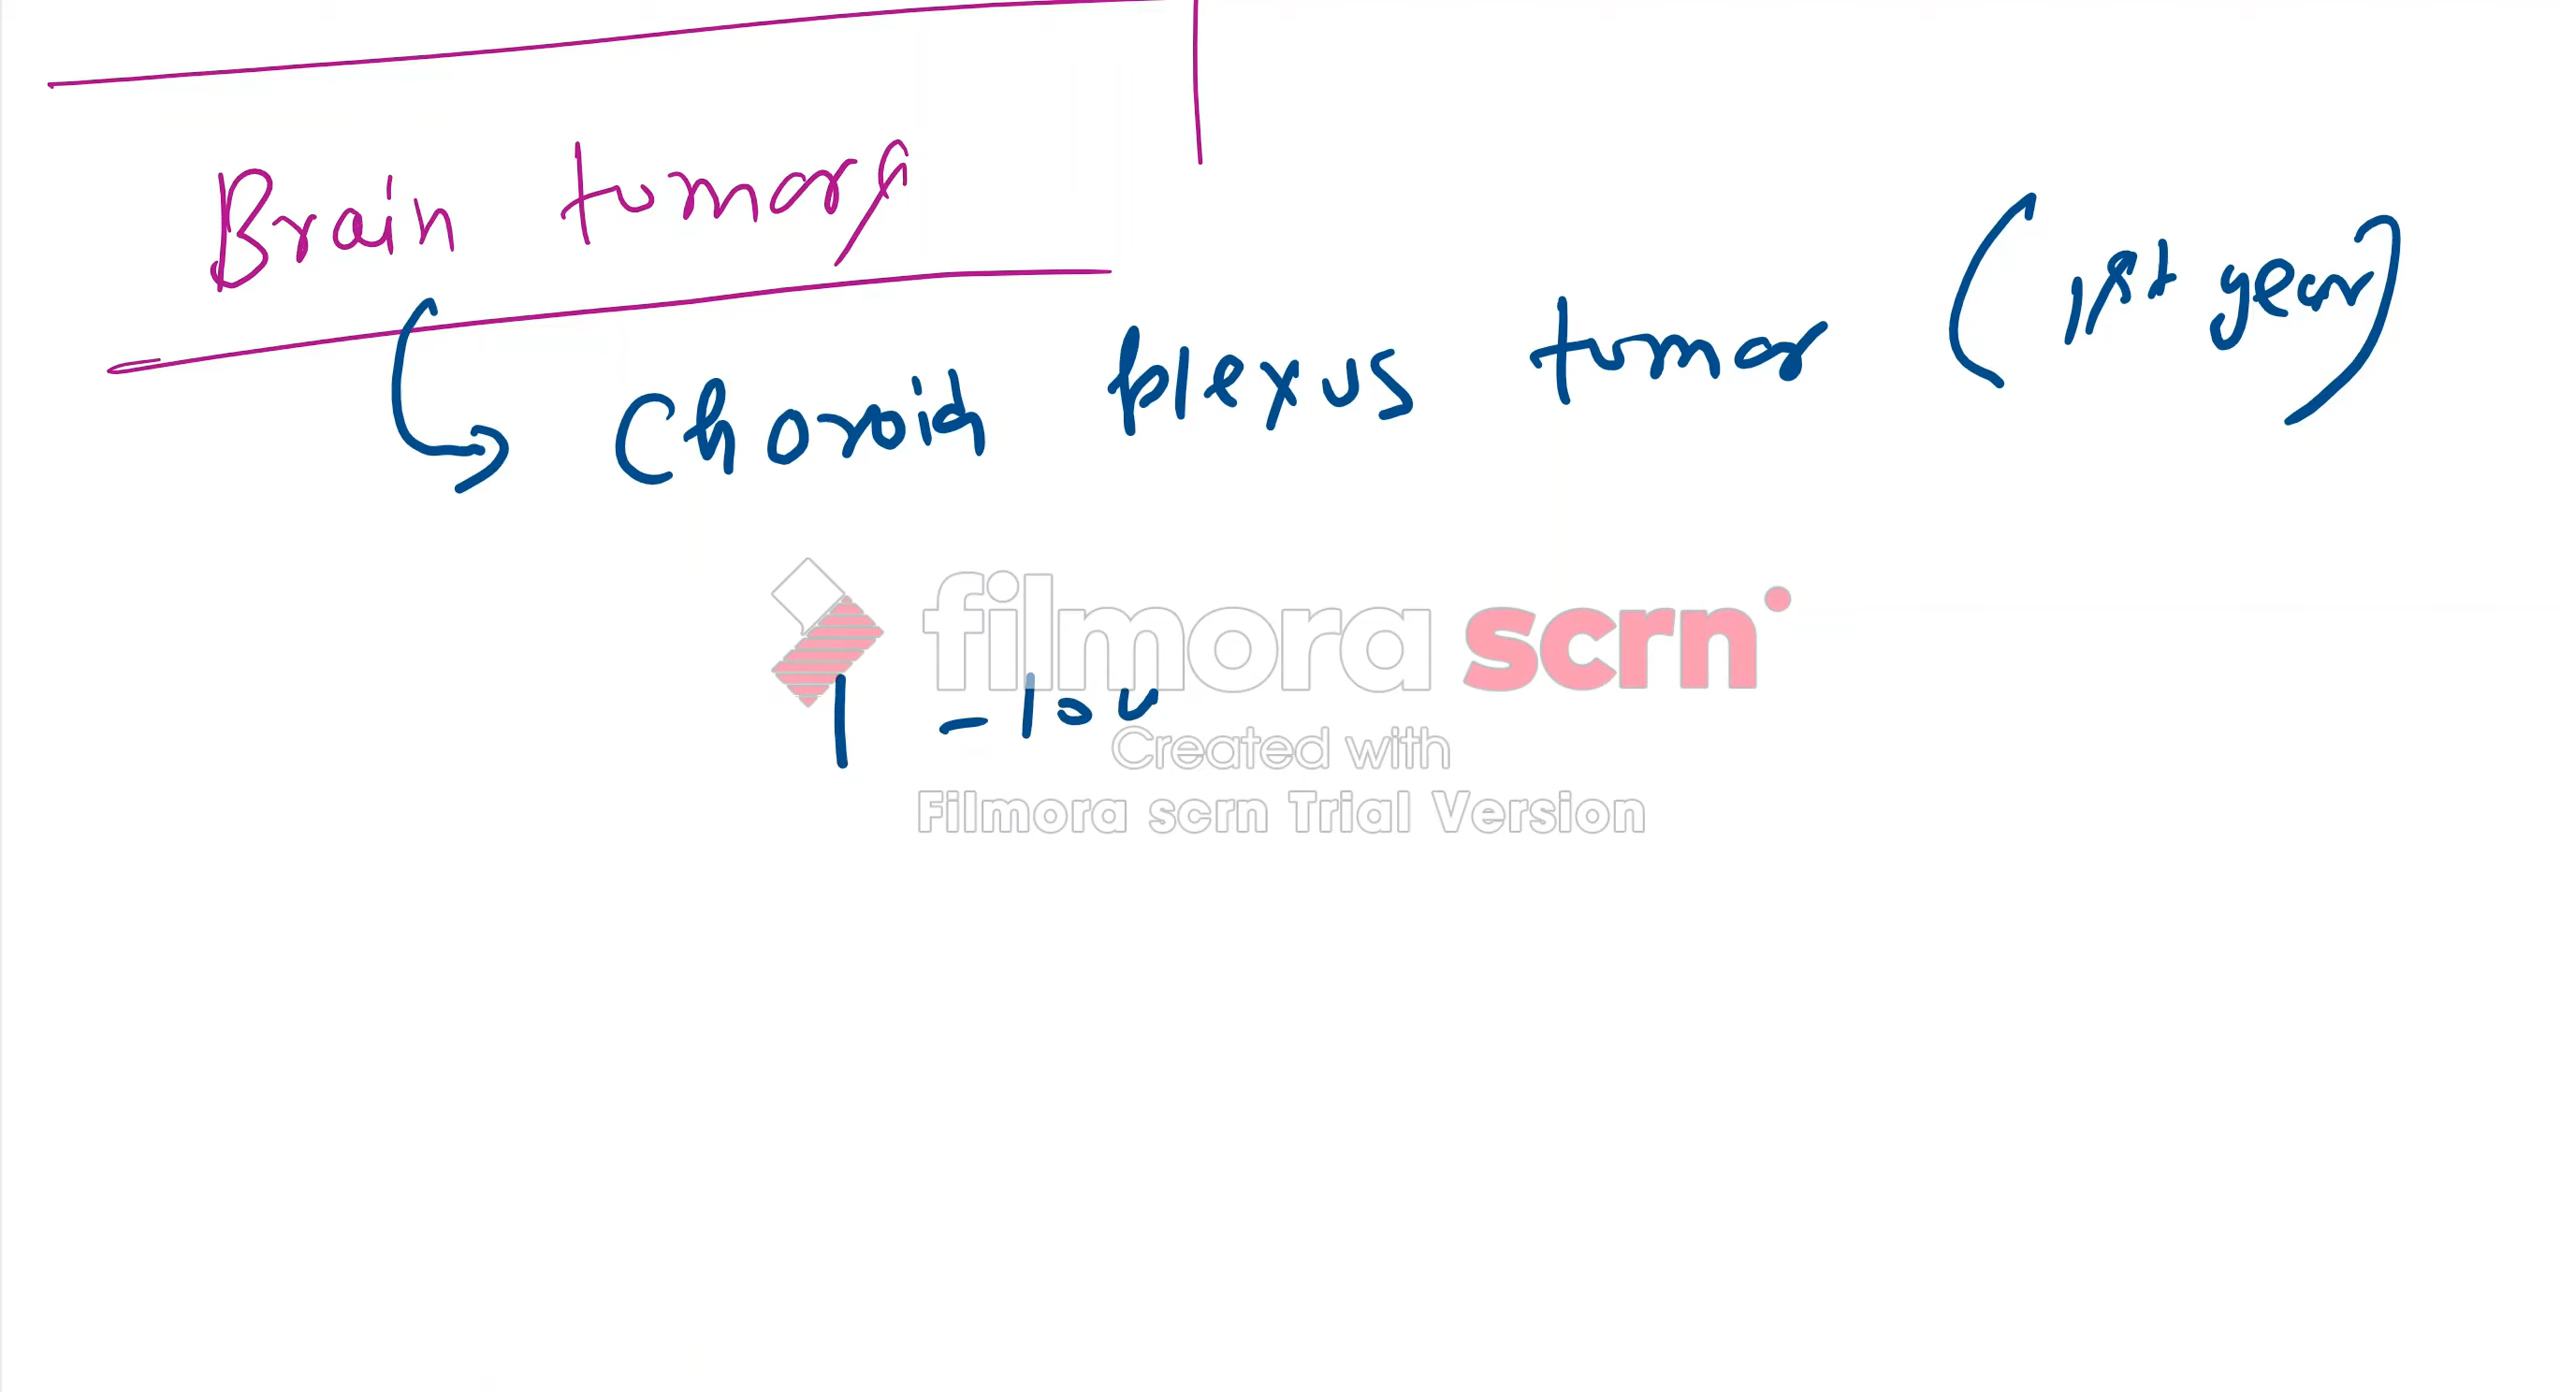 Brain tumors
Choroid plexus tumor (1st year)
filmora scrn
1 - 10 y
Created with
Filmora scrn Trial Version